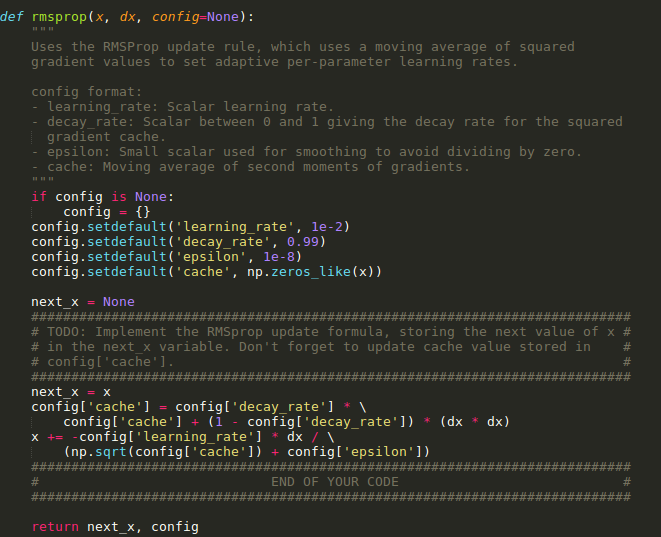 def rmsprop(x, dx, config=None):
    """
    Uses the RMSProp update rule, which uses a moving average of squared
    gradient values to set adaptive per-parameter learning rates.

    config format:
    - learning_rate: Scalar learning rate.
    - decay_rate: Scalar between 0 and 1 giving the decay rate for the squared
      gradient cache.
    - epsilon: Small scalar used for smoothing to avoid dividing by zero.
    - cache: Moving average of second moments of gradients.
    """
    if config is None:
        config = {}
    config.setdefault('learning_rate', 1e-2)
    config.setdefault('decay_rate', 0.99)
    config.setdefault('epsilon', 1e-8)
    config.setdefault('cache', np.zeros_like(x))

    next_x = None
    ###########################################################################
    # TODO: Implement the RMSprop update formula, storing the next value of x #
    # in the next_x variable. Don't forget to update cache value stored in    #
    # config['cache'].                                                        #
    ###########################################################################
    next_x = x
    config['cache'] = config['decay_rate'] * \
        config['cache'] + (1 - config['decay_rate']) * (dx * dx)
    x += -config['learning_rate'] * dx / \
        (np.sqrt(config['cache']) + config['epsilon'])
    ###########################################################################
    #                             END OF YOUR CODE                            #
    ###########################################################################

    return next_x, config